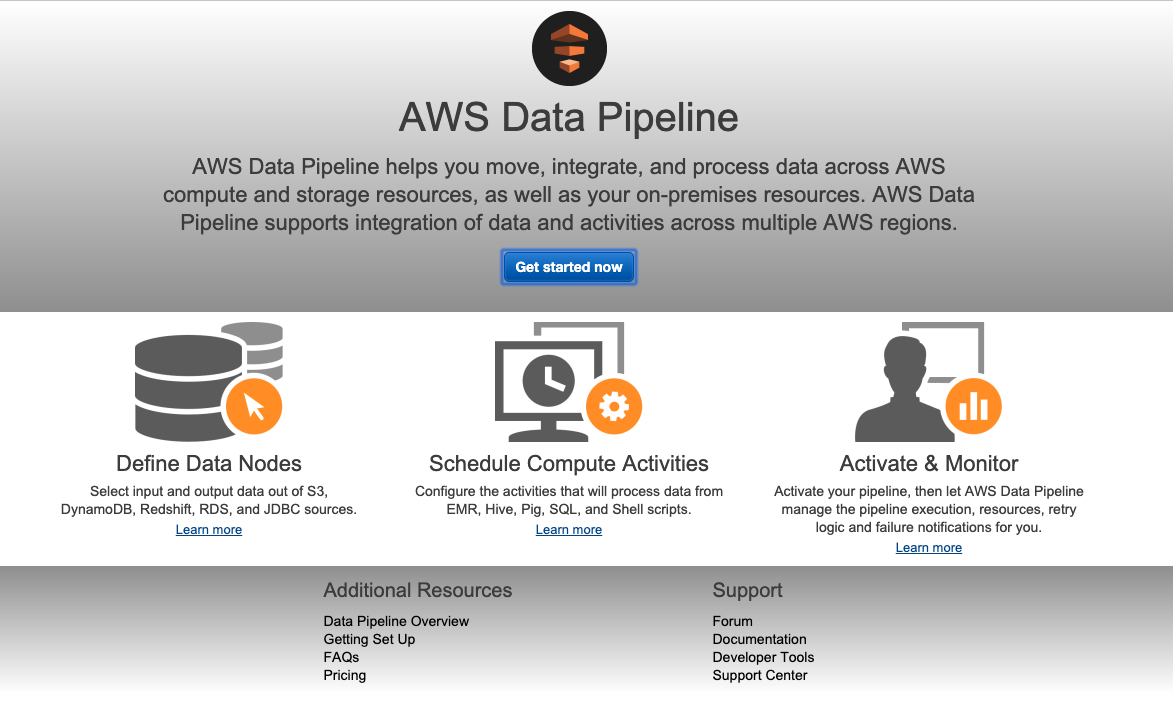 AWS Data Pipeline
AWS Data Pipeline helps you move, integrate, and process data across AWS
compute and storage resources, as well as your on-premises resources. AWS Data
Pipeline supports integration of data and activities across multiple AWS regions.
Get started now
Define Data Nodes
Select input and output data out of S3,
DynamoDB, Redshift, RDS, and JDBC sources.
Learn more
Schedule Compute Activities
Configure the activities that will process data from
EMR, Hive, Pig, SQL, and Shell scripts.
Learn more
Activate & Monitor
Activate your pipeline, then let AWS Data Pipeline
manage the pipeline execution, resources, retry
logic and failure notifications for you.
Learn more
Additional Resources
Data Pipeline Overview
Getting Set Up
FAQs
Pricing
Support
Forum
Documentation
Developer Tools
Support Center